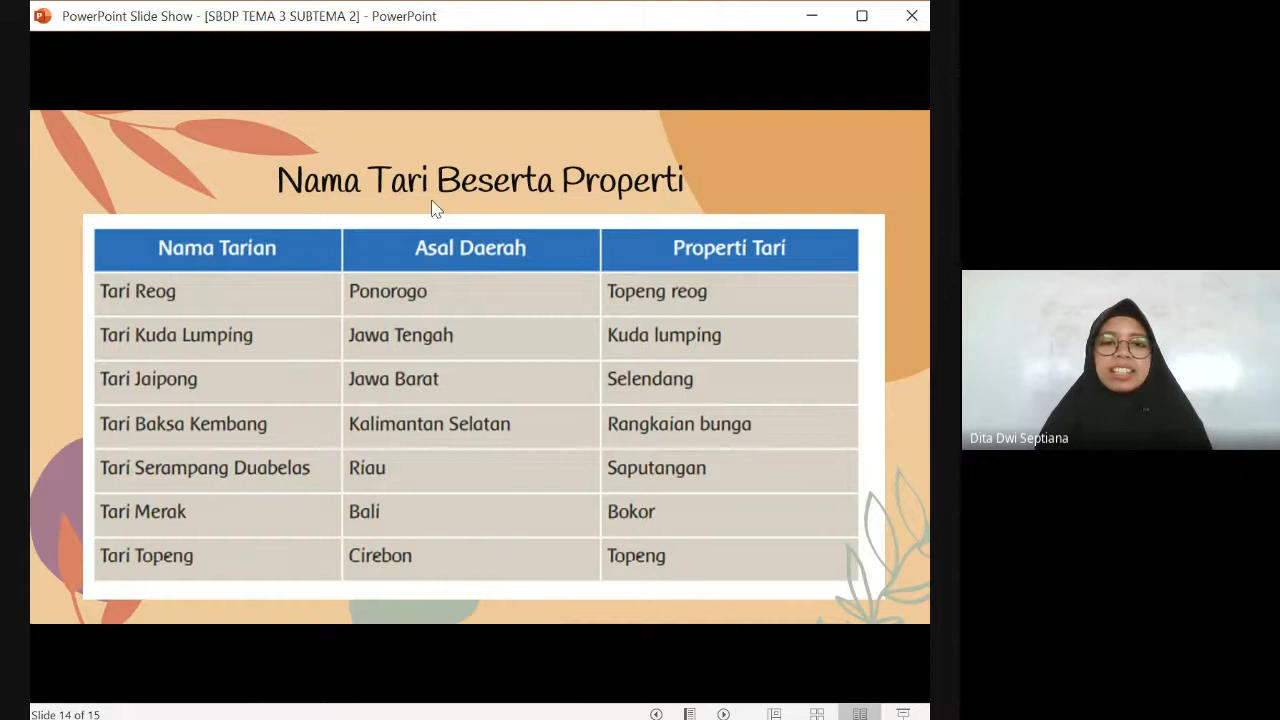 PowerPoint Slide Show - [SBDP TEMA 3 SUBTEMA 2] - PowerPoint
Nama Tari Beserta Properti
Nama Tarian Asal Daerah Properti Tari
Tari Reog Ponorogo Topeng reog
Tari Kuda Lumping Jawa Tengah Kuda lumping
Tari Jaipong Jawa Barat Selendang
Tari Baksa Kembang Kalimantan Selatan Rangkaian bunga
Tari Serampang Duabelas Riau Saputangan
Tari Merak Bali Bokor
Tari Topeng Cirebon Topeng
Dita Dwi Septiana
Slide 14 of 15